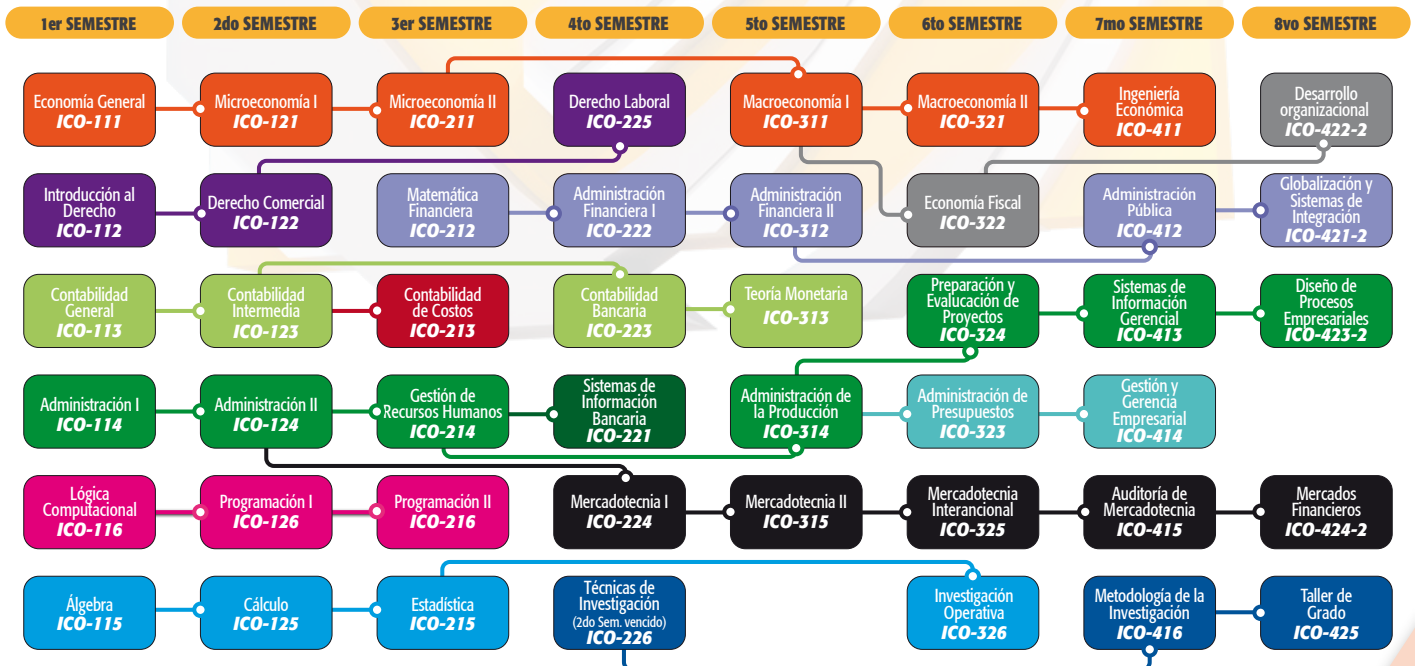 1er SEMESTRE
2do SEMESTRE
3er SEMESTRE
4to SEMESTRE
5to SEMESTRE
6to SEMESTRE
7mo SEMESTRE
8vo SEMESTRE
Economía General
ICO-111
Microeconomía I
ICO-121
Microeconomía II
ICO-211
Derecho Laboral
ICO-225
Macroeconomía I
ICO-311
Macroeconomía II
ICO-321
Ingeniería
Económica
ICO-411
Desarrollo
organizacional
ICO-422-2
Introducción al
Derecho
ICO-112
Derecho Comercial
ICO-122
Matemática
Financiera
ICO-212
Administración
Financiera I
ICO-222
Administración
Financiera II
ICO-312
Economía Fiscal
ICO-322
Administración
Pública
ICO-412
Globalización y
Sistemas de
Integración
ICO-421-2
Contabilidad
General
ICO-113
Contabilidad
Intermedia
ICO-123
Contabilidad
de Costos
ICO-213
Contabilidad
Bancaria
ICO-223
Teoría Monetaria
ICO-313
Preparación y
Evalucación de
Proyectos
ICO-324
Sistemas de
Información
Gerencial
ICO-413
Diseño de
Procesos
Empresariales
ICO-423-2
Administración I
ICO-114
Administración II
ICO-124
Gestión de
Recursos Humanos
ICO-214
Sistemas de
Información
Bancaria
ICO-221
Administración de
la Producción
ICO-314
Administración de
Presupuestos
ICO-323
Gestión y
Gerencia
Empresarial
ICO-414
Lógica
Computacional
ICO-116
Programación I
ICO-126
Programación II
ICO-216
Mercadotecnia I
ICO-224
Mercadotecnia II
ICO-315
Mercadotecnia
Interancional
ICO-325
Auditoría de
Mercadotecnia
ICO-415
Mercados
Financieros
ICO-424-2
Álgebra
ICO-115
Cálculo
ICO-125
Estadística
ICO-215
Técnicas de
Investigación
(2do Sem. vencido)
ICO-226
Investigación
Operativa
ICO-326
Metodología de la
Investigación
ICO-416
Taller de
Grado
ICO-425